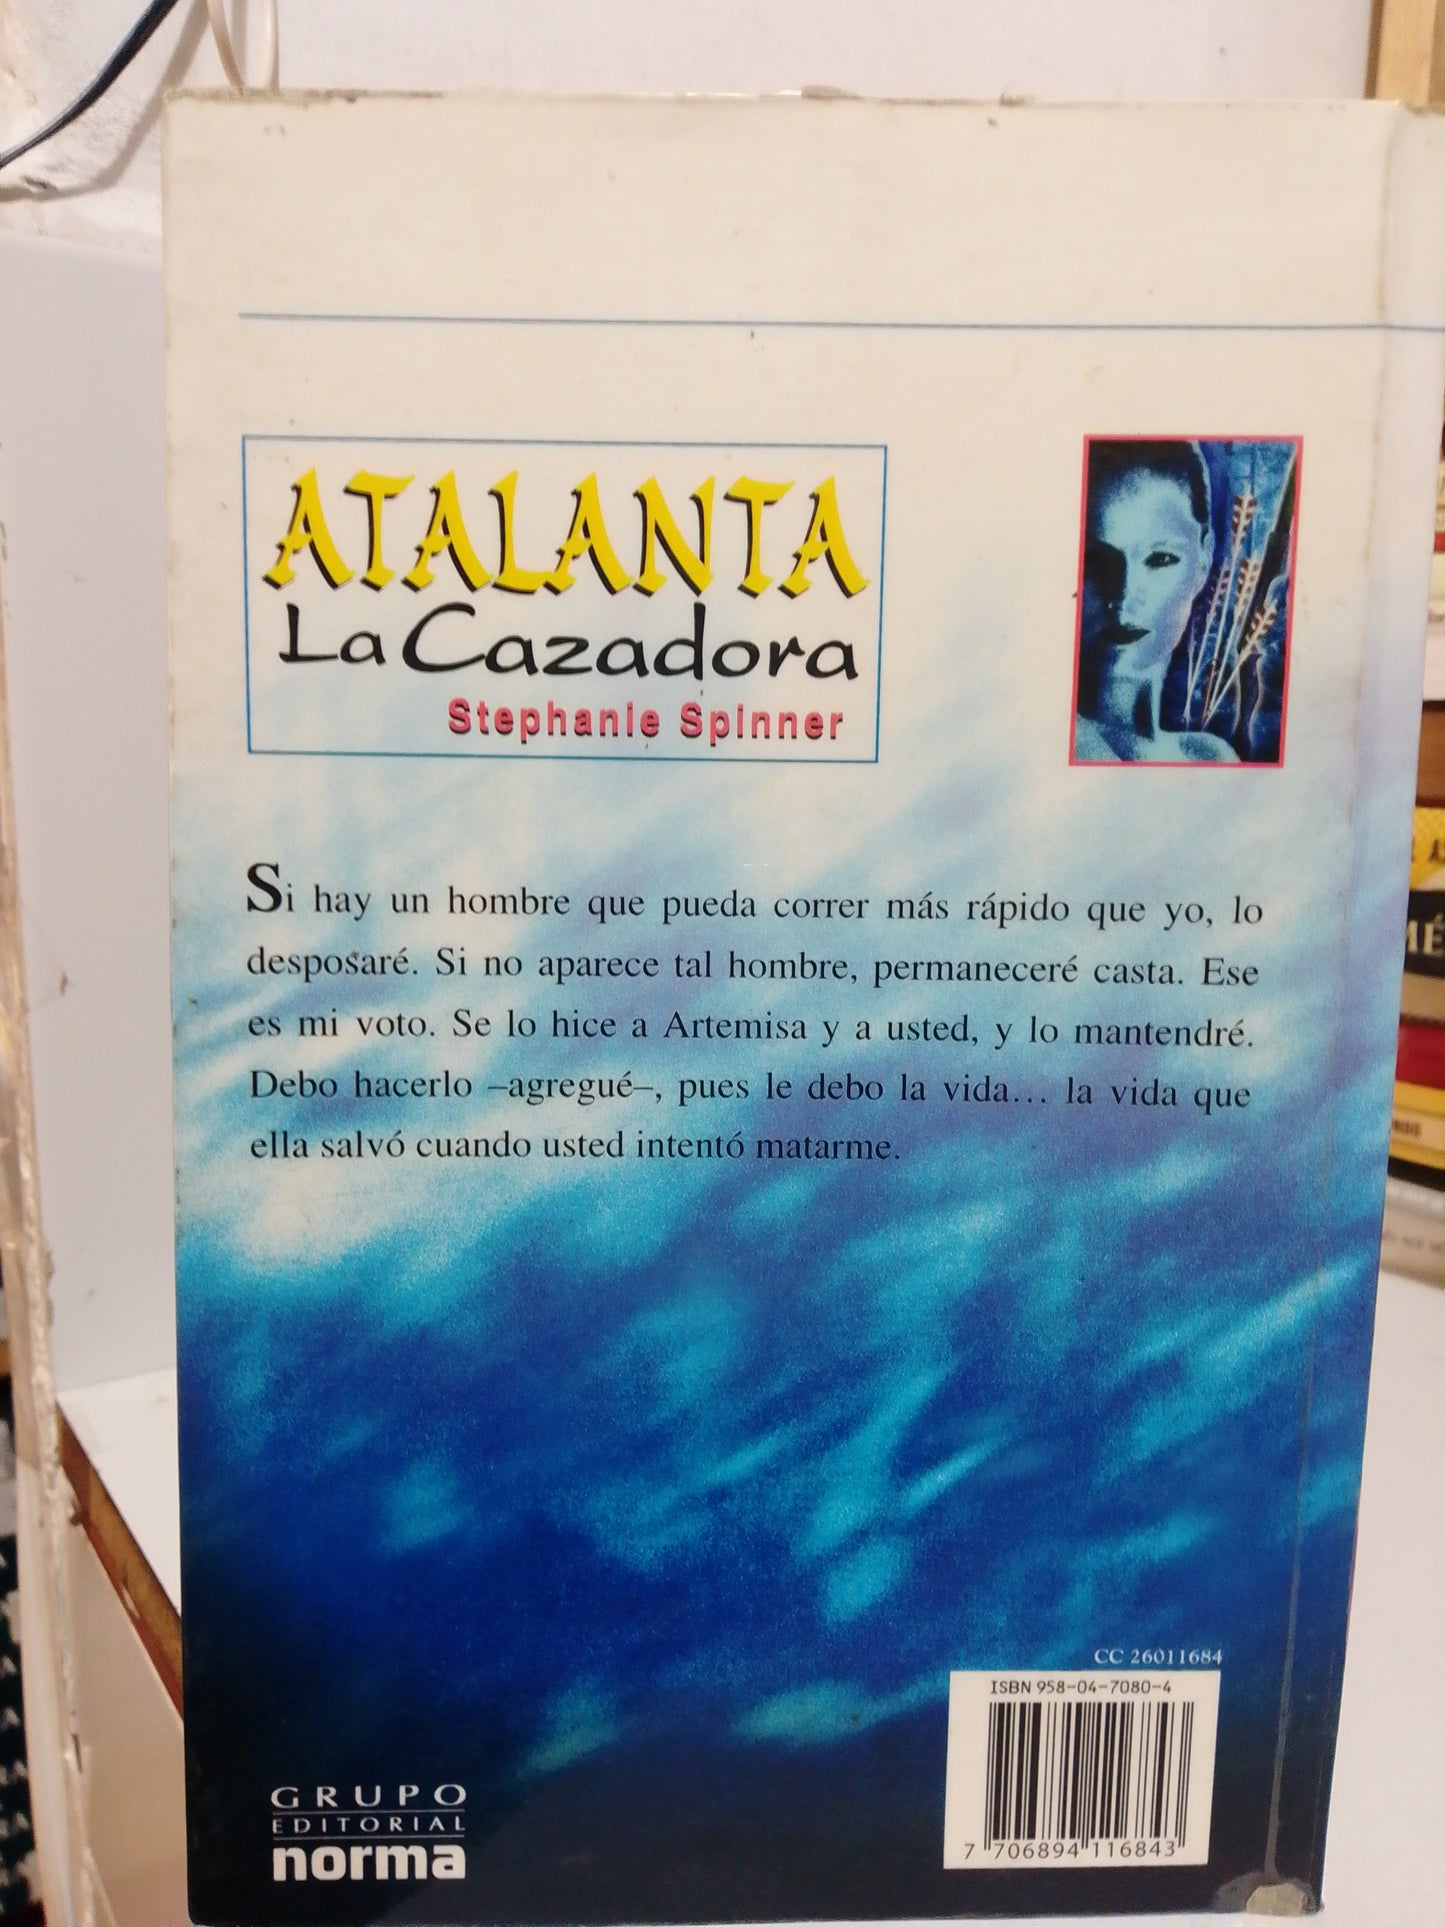 ATALANTA
La Cazadora
Stephanie Spinner
Si hay un hombre que pueda correr más rápido que yo, lo
desposaré. Si no aparece tal hombre, permaneceré casta. Ese
es mi voto. Se lo hice a Artemisa y a usted, y lo mantendré.
Debo hacerlo –agregué–, pues le debo la vida... la vida que
ella salvó cuando usted intentó matarme.
CC 26011684
ISBN 958-04-7080-4
7 706894 116843
GRUPO
EDITORIAL
norma